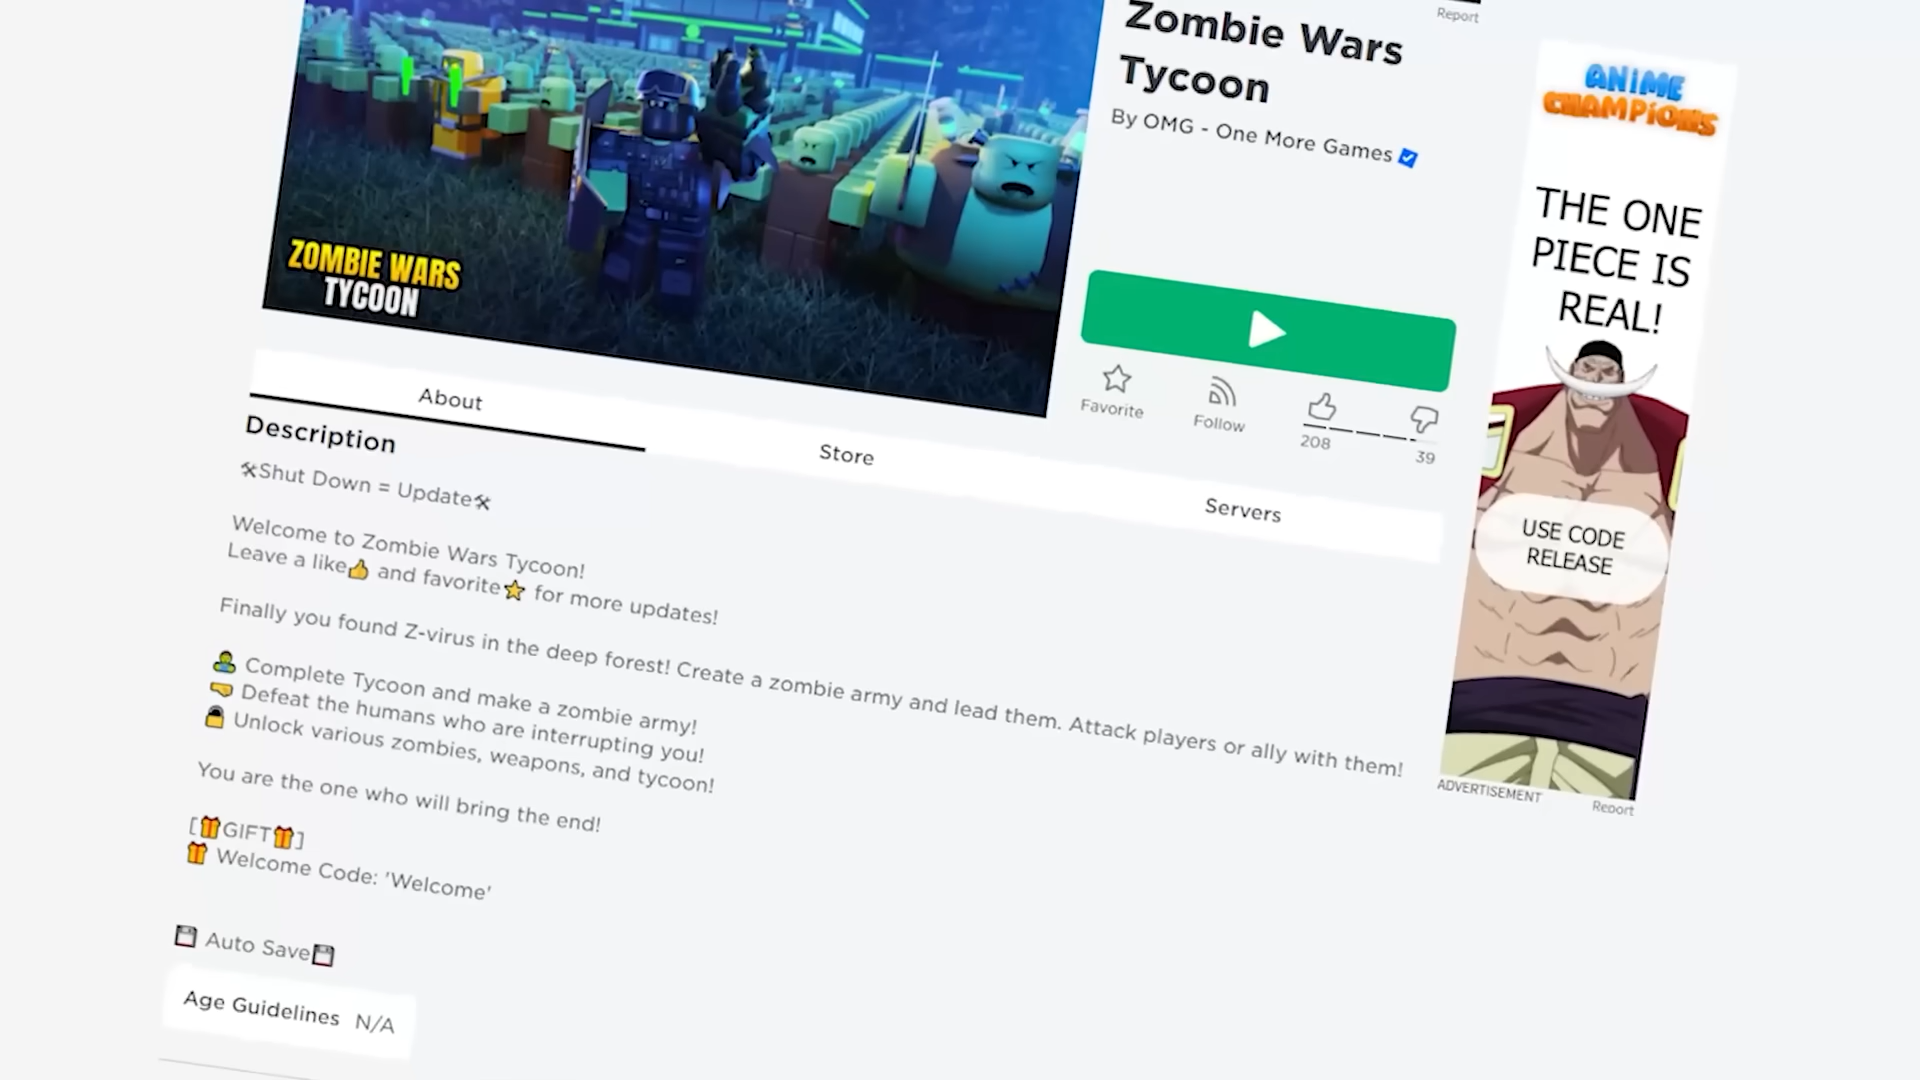 Report
Zombie Wars
Tycoon
By OMG - One More Games
ZOMBIE WARS
TYCOON
Favorite
Follow
208
39
About
Store
Servers
Description
🛠Shut Down = Update🛠
Welcome to Zombie Wars Tycoon!
Leave a like👍 and favorite⭐ for more updates!
Finally you found Z-virus in the deep forest! Create a zombie army and lead them. Attack players or ally with them!
🧟 Complete Tycoon and make a zombie army!
🤜 Defeat the humans who are interrupting you!
🔒 Unlock various zombies, weapons, and tycoon!
You are the one who will bring the end!
[🎁GIFT🎁]
🎁 Welcome Code: 'Welcome'
💾 Auto Save💾
Age Guidelines N/A
ANIME
CHAMPIONS
THE ONE
PIECE IS
REAL!
USE CODE
RELEASE
ADVERTISEMENT
Report